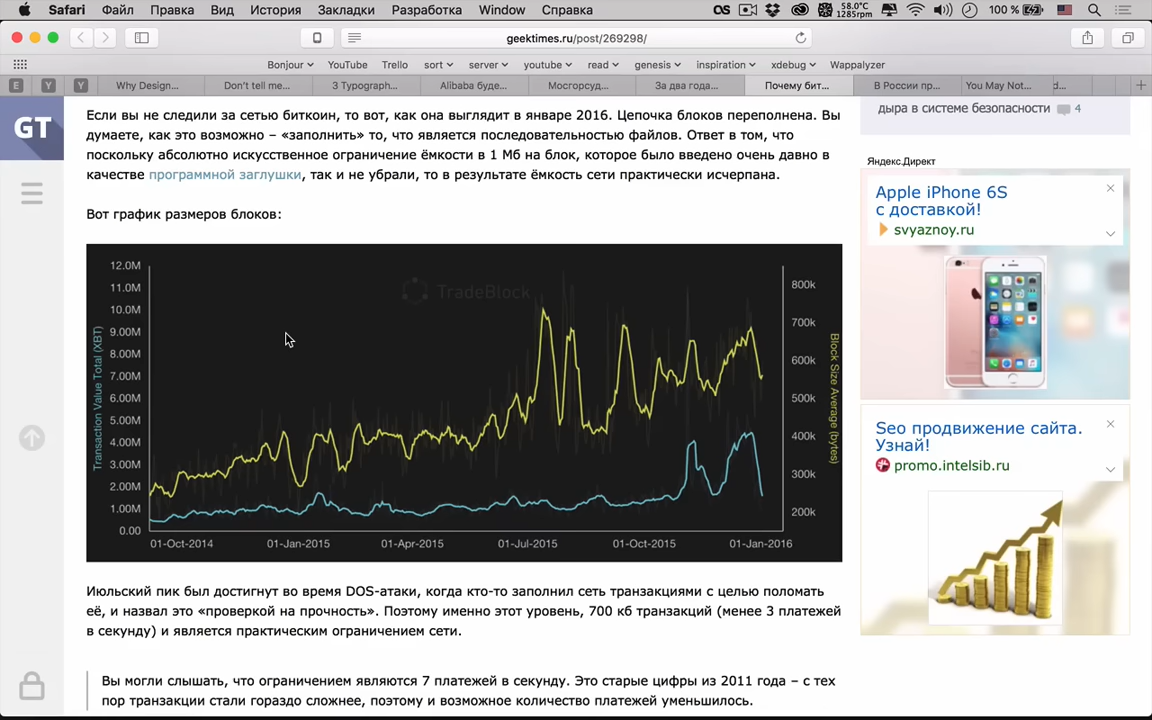 Safari Файл Правка Вид История Закладки Разработка Window Справка
58.0°C
1285rpm
100 %
geektimes.ru/post/269298/
Bonjour YouTube Trello sort server youtube read genesis inspiration xdebug Wappalyzer
Why Design... Don't tell me... 3 Typograph... Alibaba буде... Мосгорсуд... За два года... Почему бит... В России пр... You May Not... d...
GT
Если вы не следили за сетью биткоин, то вот, как она выглядит в января 2016. Цепочка блоков переполнена. Вы
думаете, как это возможно – «заполнить» то, что является последовательностью файлов. Ответ в том, что
поскольку абсолютно искусственное ограничение ёмкости в 1 Мб на блок, которое было введено очень давно в
качестве программной заглушки, так и не убрали, то в результате ёмкость сети практически исчерпана.
Вот график размеров блоков:
TradeBlock
Transaction Value Total (XBT)
12.0M
11.0M
10.0M
9.00M
8.00M
7.00M
6.00M
5.00M
4.00M
3.00M
2.00M
1.00M
0.00
800k
700k
600k
500k
400k
300k
200k
Block Size Average (bytes)
01-Oct-2014 01-Jan-2015 01-Apr-2015 01-Jul-2015 01-Oct-2015 01-Jan-2016
Июльский пик был достигнут во время DOS-атаки, когда кто-то заполнил сеть транзакциями с целью поломать
её, и назвал это «проверкой на прочность». Поэтому именно этот уровень, 700 кб транзакций (менее 3 платежей
в секунду) и является практическим ограничением сети.
Вы могли слышать, что ограничением являются 7 платежей в секунду. Это старые цифры из 2011 года – с тех
пор транзакции стали гораздо сложнее, поэтому и возможное количество платежей уменьшилось.
дыра в системе безопасности 4
Яндекс.Директ
Apple iPhone 6S
с доставкой!
svyaznoy.ru
Seo продвижение сайта.
Узнай!
promo.intelsib.ru